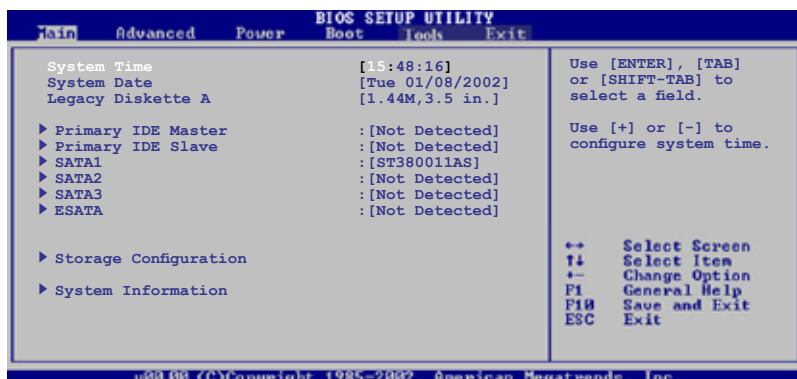 BIOS SETUP UTILITY
Main Advanced Power Boot Tools Exit
System Time [15:48:16]
System Date [Tue 01/08/2002]
Legacy Diskette A [1.44M,3.5 in.]
Primary IDE Master :[Not Detected]
Primary IDE Slave :[Not Detected]
SATA1 :[ST380011AS]
SATA2 :[Not Detected]
SATA3 :[Not Detected]
ESATA :[Not Detected]
Storage Configuration
System Information
Use [ENTER], [TAB]
or [SHIFT-TAB] to
select a field.
Use [+] or [-] to
configure system time.
↔ Select Screen
↑↓ Select Item
+- Change Option
F1 General Help
F10 Save and Exit
ESC Exit
v00.00 (C)Copyright 1985-2002, American Megatrends, Inc.